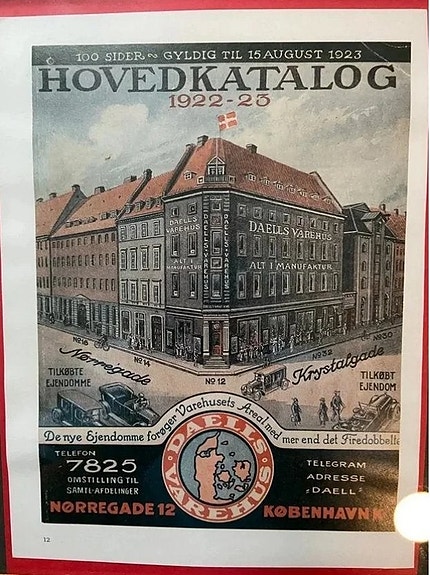 100 SIDER ~ GYLDIG TIL 15 AUGUST 1923
HOVEDKATALOG
1922-23
DAELLS VAREHUS
ALT I MANUFAKTUR
DAELLS VAREHUS
DAELLS VAREHUS
DAELLS VAREHUS
ALT I MANUFAKTUR
No 16
No 14
No 12
No 32
No 30
Nørregade
Krystalgade
TILKØBTE
EJENDOMME
TILKØBT
EJENDOM
De nye Ejendomme forøger Varehusets Areal med mer end det Firedobbelte
TELEFON
7825
OMSTILLING TIL
SAMTL-AFDELINGER
DAELLS VAREHUS
TELEGRAM
ADRESSE
"DAELL"
NØRREGADE 12
KØBENHAVN K
12